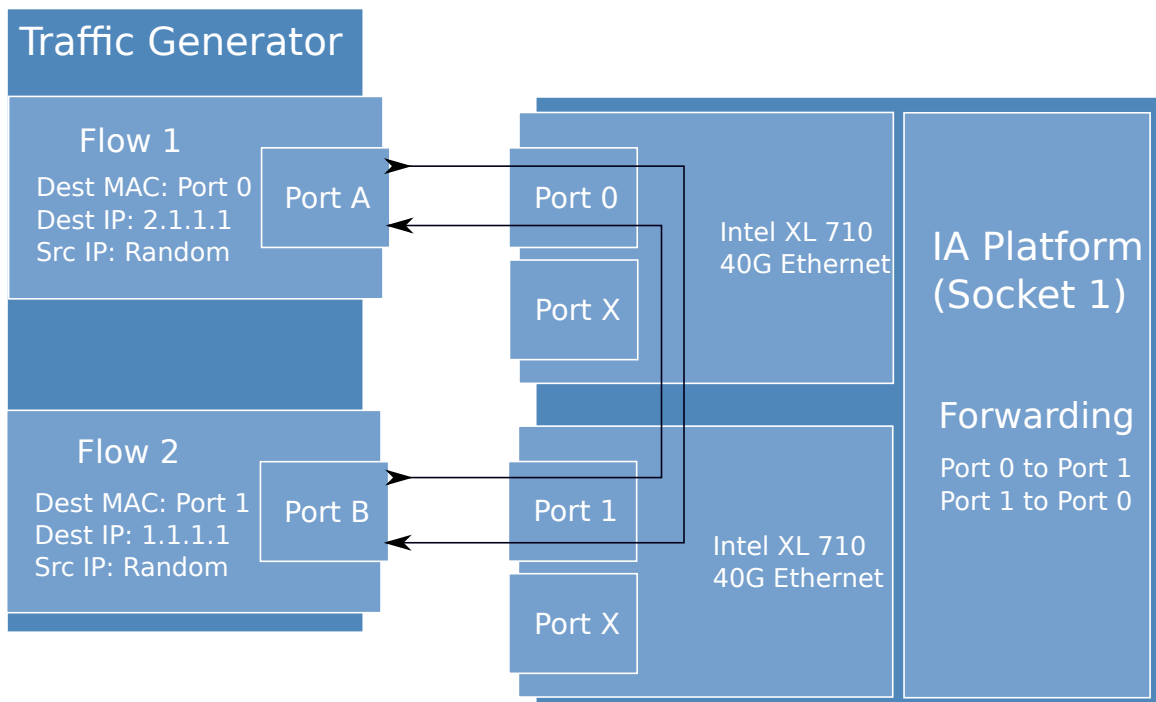 Traffic Generator
Flow 1
Dest MAC: Port 0
Dest IP: 2.1.1.1
Src IP: Random
Port A
Flow 2
Dest MAC: Port 1
Dest IP: 1.1.1.1
Src IP: Random
Port B
Port 0
Port X
Intel XL 710
40G Ethernet
Port 1
Port X
Intel XL 710
40G Ethernet
IA Platform
(Socket 1)
Forwarding
Port 0 to Port 1
Port 1 to Port 0